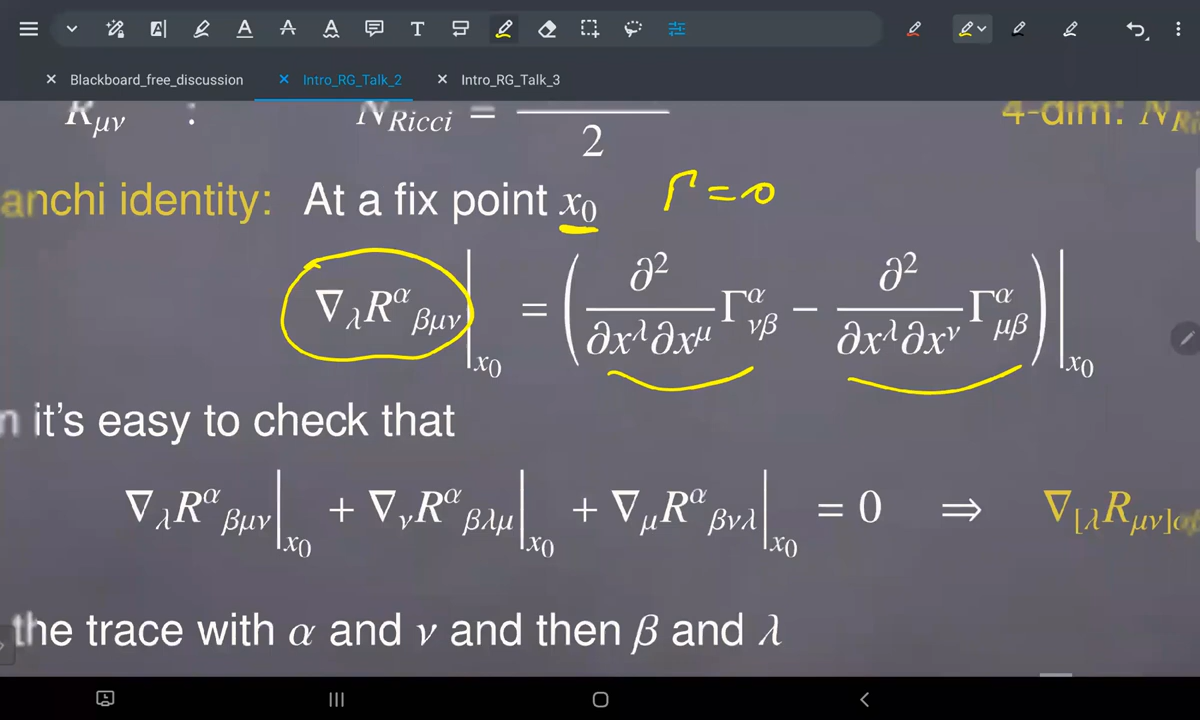 Blackboard_free_discussion Intro_RG_Talk_2 Intro_RG_Talk_3
R_{μν} : N_{Ricci} = 2 4-dim:
anchi identity: At a fix point x_0 Γ = 0
∇_λ R^α_{βμν}|_{x_0} = (∂²/∂x^λ∂x^μ Γ^α_{νβ} − ∂²/∂x^λ∂x^ν Γ^α_{μβ})|_{x_0}
n it's easy to check that
∇_λ R^α_{βμν}|_{x_0} + ∇_ν R^α_{βλμ}|_{x_0} + ∇_μ R^α_{βνλ}|_{x_0} = 0 ⇒ ∇_{[λ} R_{μν]α
the trace with α and ν and then β and λ